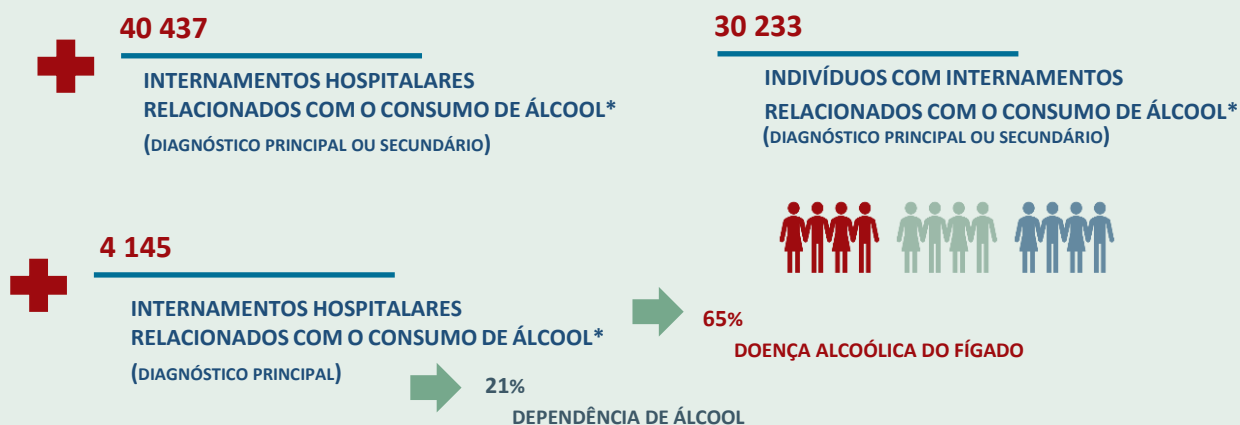 40 437
INTERNAMENTOS HOSPITALARES
RELACIONADOS COM O CONSUMO DE ÁLCOOL*
(DIAGNÓSTICO PRINCIPAL OU SECUNDÁRIO)
30 233
INDIVÍDUOS COM INTERNAMENTOS
RELACIONADOS COM O CONSUMO DE ÁLCOOL*
(DIAGNÓSTICO PRINCIPAL OU SECUNDÁRIO)
4 145
INTERNAMENTOS HOSPITALARES
RELACIONADOS COM O CONSUMO DE ÁLCOOL*
(DIAGNÓSTICO PRINCIPAL)
65%
DOENÇA ALCOÓLICA DO FÍGADO
21%
DEPENDÊNCIA DE ÁLCOOL